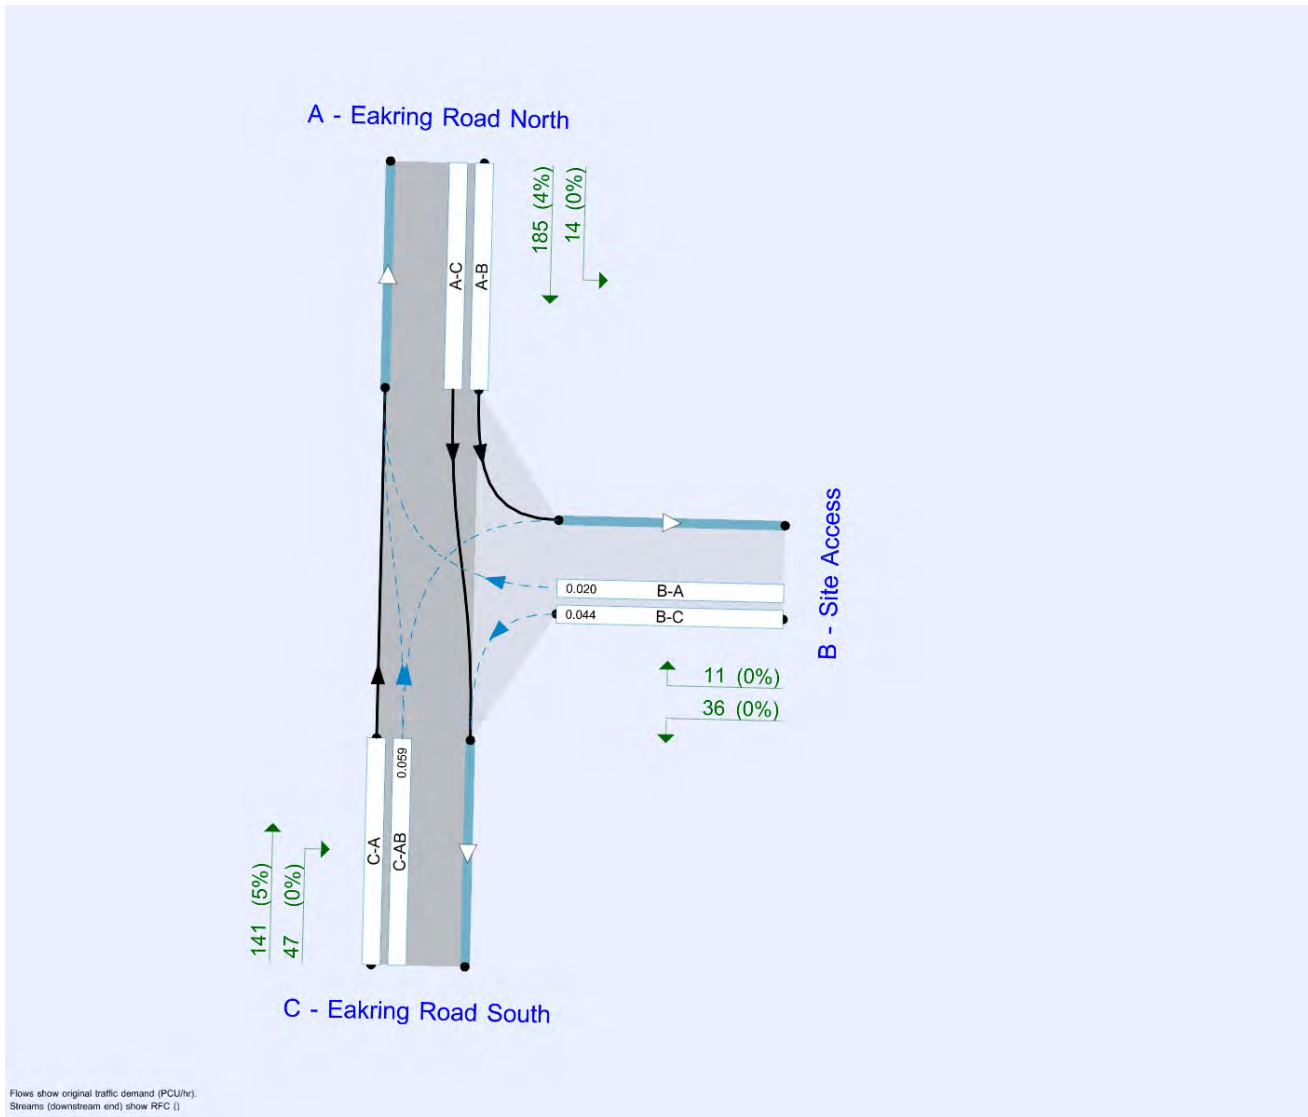 A - Eakring Road North
185 (4%)
14 (0%)
A-C
A-B
B - Site Access
0.020 B-A
0.044 B-C
11 (0%)
36 (0%)
0.059
C-A
C-AB
141 (5%)
47 (0%)
C - Eakring Road South
Flows show original traffic demand (PCU/hr).
Streams (downstream end) show RFC ()